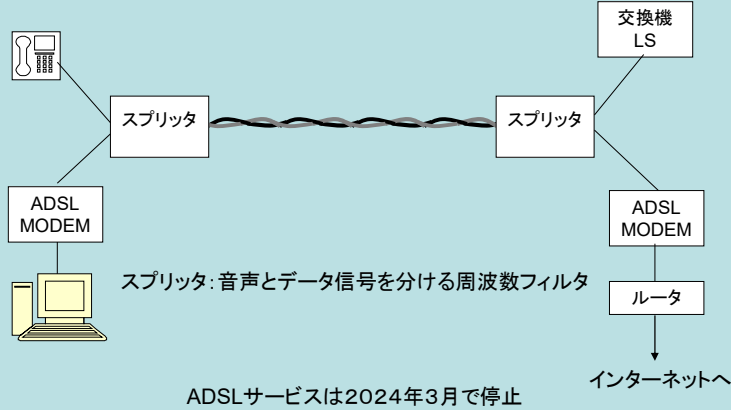 交換機
LS
スプリッタ
スプリッタ
ADSL
MODEM
ADSL
MODEM
スプリッタ：音声とデータ信号を分ける周波数フィルタ
ルータ
インターネットへ
ADSLサービスは２０２４年３月で停止